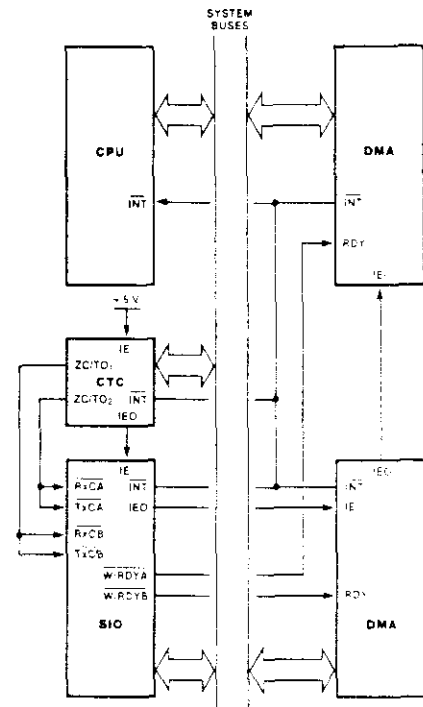 SYSTEM
BUSES
CPU
INT
DMA
INT
RDY
IEI
+5V
IE
ZC/TO1
CTC
ZC/TO2
INT
IEO
IE
RxCA
INT
TxCA
IEO
RxCB
TxCB
W/RDYA
W/RDYB
SIO
IEO
INT
IE
RDY
DMA